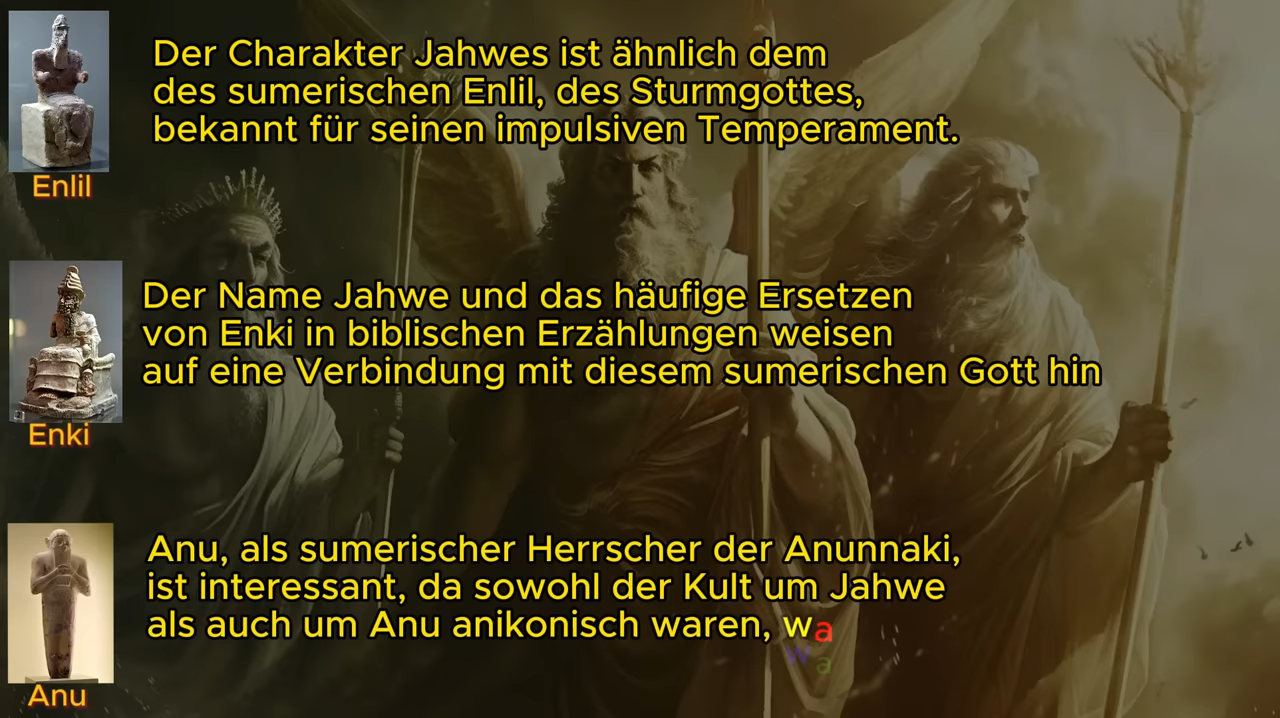 Der Charakter Jahwes ist ähnlich dem
des sumerischen Enlil, des Sturmgottes,
bekannt für seinen impulsiven Temperament.
Enlil
Der Name Jahwe und das häufige Ersetzen
von Enki in biblischen Erzählungen weisen
auf eine Verbindung mit diesem sumerischen Gott hin
Enki
Anu, als sumerischer Herrscher der Anunnaki,
ist interessant, da sowohl der Kult um Jahwe
als auch um Anu anikonisch waren, wa
Anu